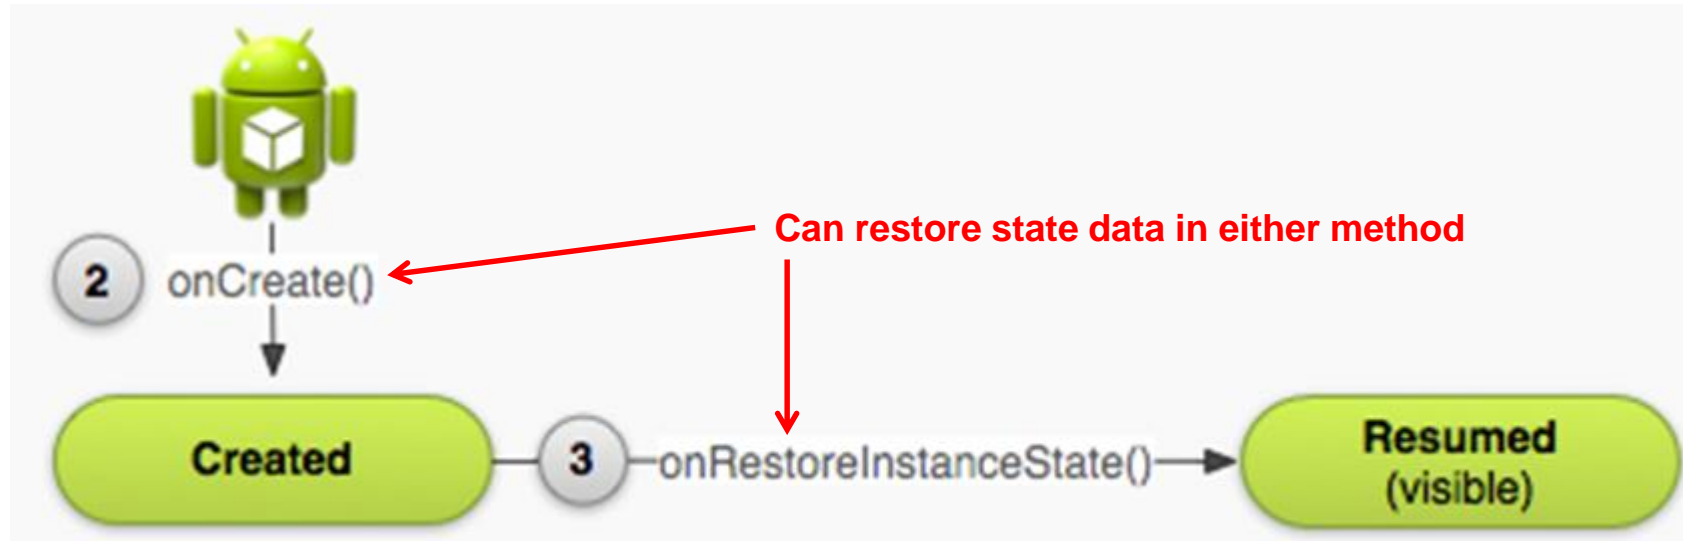 Can restore state data in either method
2
onCreate()
Created
3
onRestoreInstanceState()
Resumed
(visible)